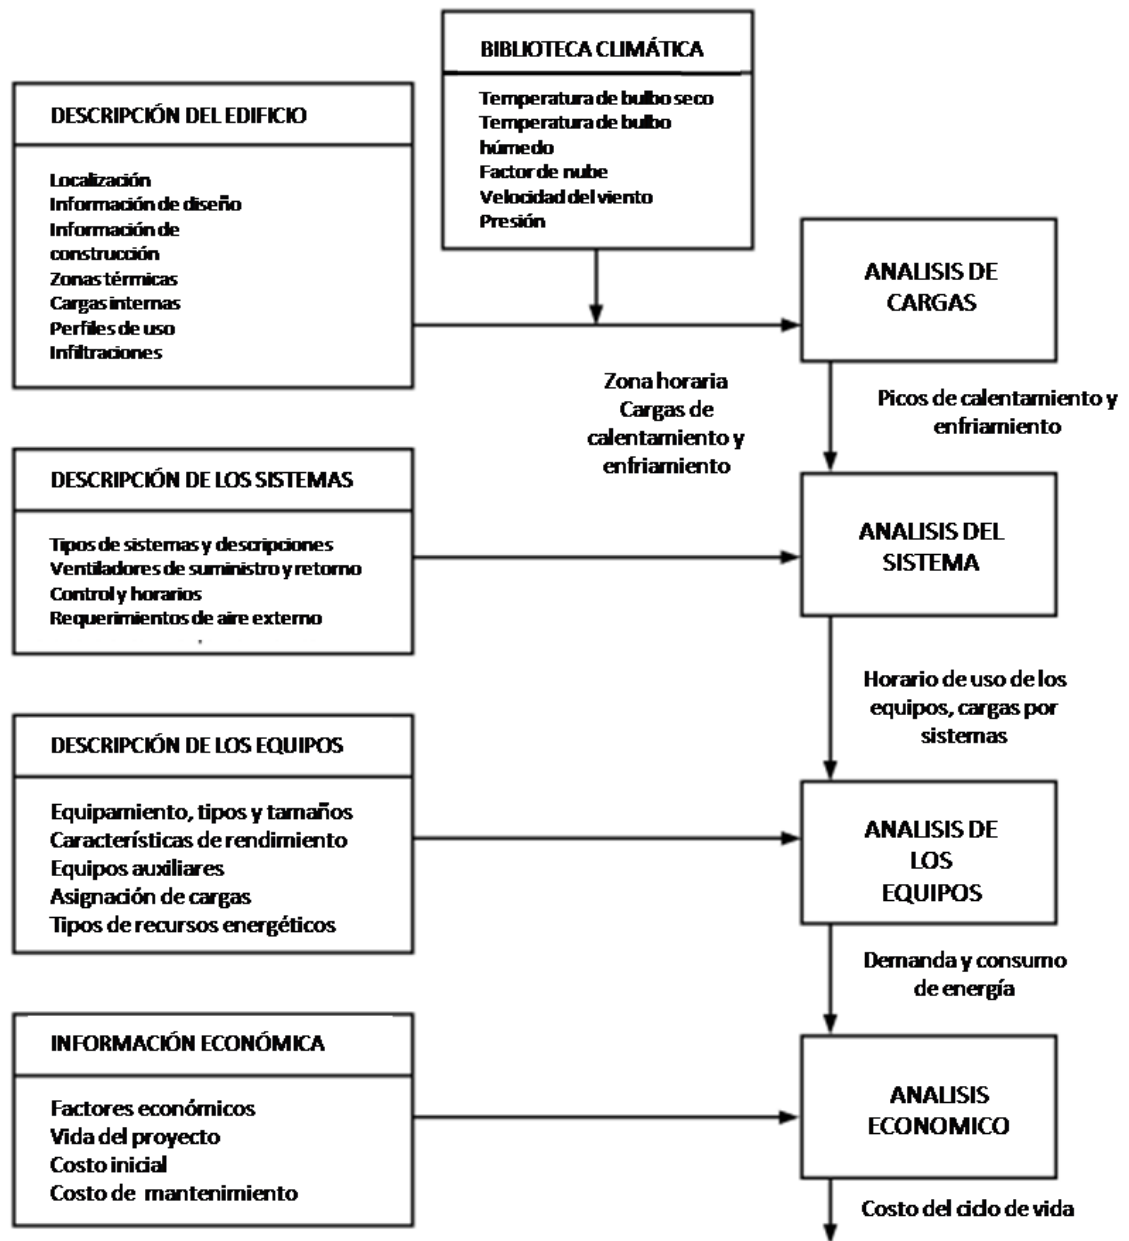 BIBLIOTECA CLIMÁTICA
Temperatura de bulbo seco
Temperatura de bulbo
húmedo
Factor de nube
Velocidad del viento
Presión
DESCRIPCIÓN DEL EDIFICIO
Localización
Información de diseño
Información de
construcción
Zonas térmicas
Cargas internas
Perfiles de uso
Infiltraciones
ANALISIS DE
CARGAS
Zona horaria
Cargas de
calentamiento y
enfriamiento
Picos de calentamiento y
enfriamiento
DESCRIPCIÓN DE LOS SISTEMAS
Tipos de sistemas y descripciones
Ventiladores de suministro y retorno
Control y horarios
Requerimientos de aire externo
ANALISIS DEL
SISTEMA
Horario de uso de los
equipos, cargas por
sistemas
DESCRIPCIÓN DE LOS EQUIPOS
Equipamiento, tipos y tamaños
Características de rendimiento
Equipos auxiliares
Asignación de cargas
Tipos de recursos energéticos
ANALISIS DE
LOS
EQUIPOS
Demanda y consumo
de energía
INFORMACIÓN ECONÓMICA
Factores económicos
Vida del proyecto
Costo inicial
Costo de mantenimiento
ANALISIS
ECONOMICO
Costo del ciclo de vida